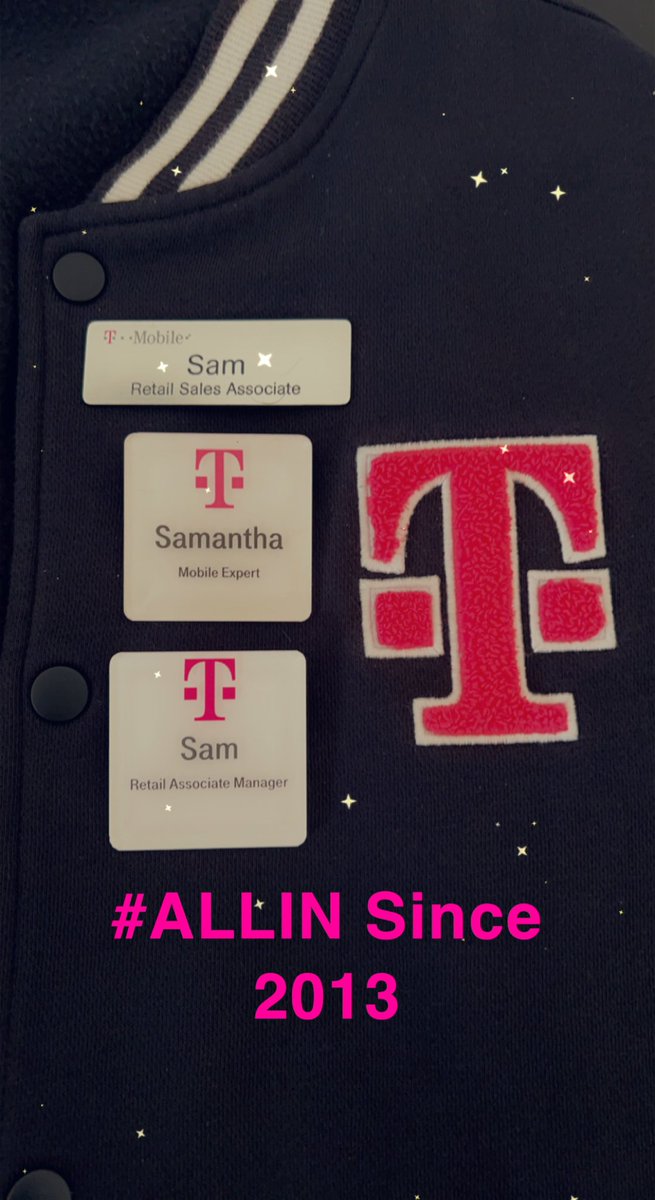 T··Mobile·
Sam
Retail Sales Associate
T
Samantha
Mobile Expert
T
Sam
Retail Associate Manager
T
#ALLIN Since
2013